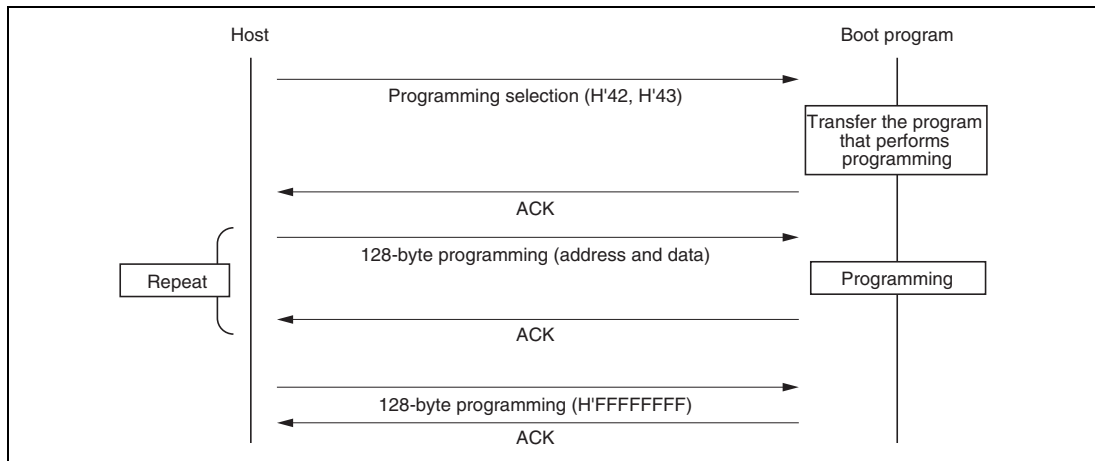 Host
Boot program
Programming selection (H'42, H'43)
Transfer the program
that performs
programming
ACK
128-byte programming (address and data)
Repeat
Programming
ACK
128-byte programming (H'FFFFFFFF)
ACK